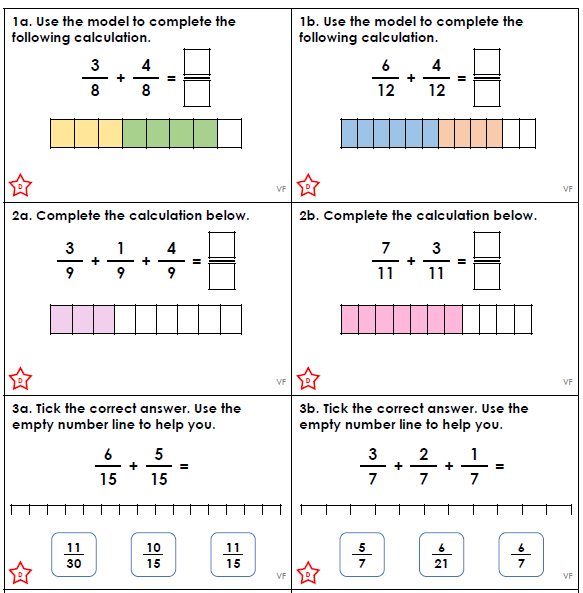 1a. Use the model to complete the
following calculation.
3/8 + 4/8 =
D
VF
1b. Use the model to complete the
following calculation.
6/12 + 4/12 =
D
VF
2a. Complete the calculation below.
3/9 + 1/9 + 4/9 =
D
VF
2b. Complete the calculation below.
7/11 + 3/11 =
D
VF
3a. Tick the correct answer. Use the
empty number line to help you.
6/15 + 5/15 =
11/30 10/15 11/15
D
VF
3b. Tick the correct answer. Use the
empty number line to help you.
3/7 + 2/7 + 1/7 =
5/7 6/21 6/7
D
VF